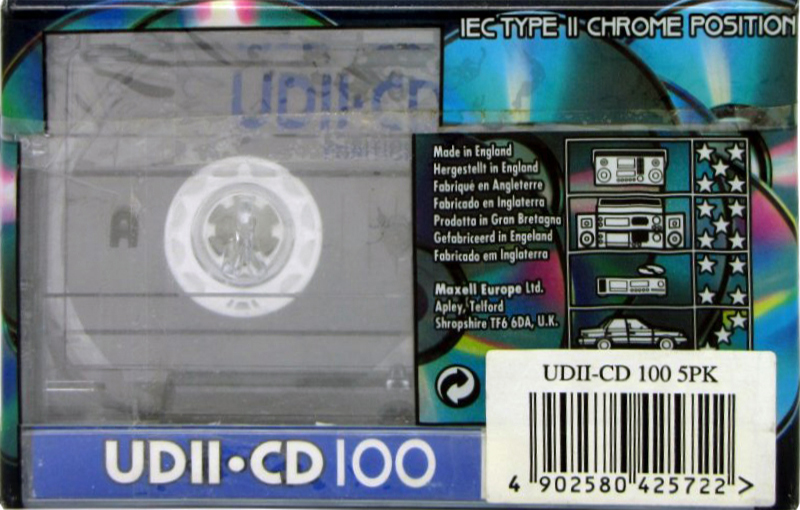 IEC TYPE II CHROME POSITION
UDII•CD
A
Made in England
Hergestellt in England
Fabriqué en Angleterre
Fabricado en Inglaterra
Prodotta in Gran Bretagna
Gefabriceerd in Engeland
Fabricado em Inglaterra
Maxell Europe Ltd.
Apley, Telford
Shropshire TF6 6DA, U.K.
UDII-CD 100 5PK
4 902580 425722 >
UDII•CD 100